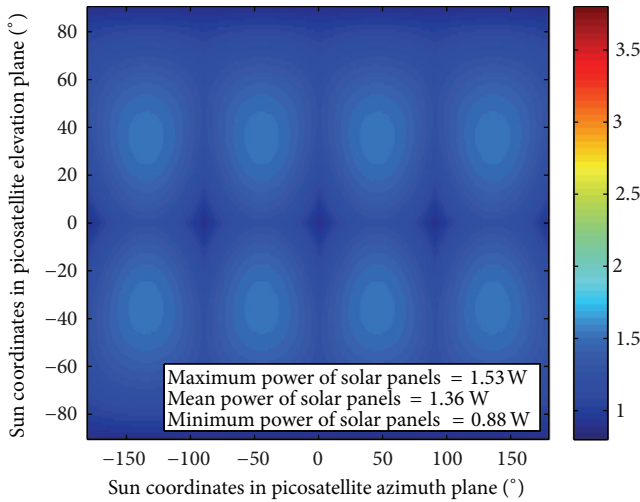 Sun coordinates in picosatellite elevation plane (°)
80
60
40
20
0
−20
−40
−60
−80
Maximum power of solar panels = 1.53 W
Mean power of solar panels = 1.36 W
Minimum power of solar panels = 0.88 W
−150 −100 −50 0 50 100 150
Sun coordinates in picosatellite azimuth plane (°)
3.5
3
2.5
2
1.5
1